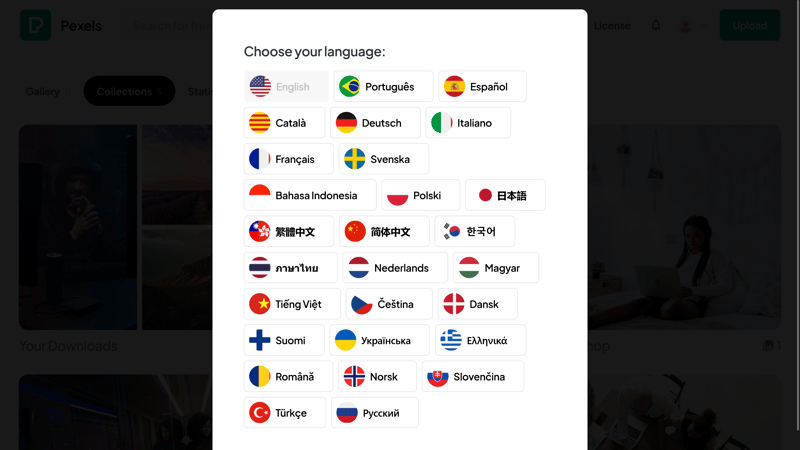 Pexels
Search for free
License
Upload
Choose your language:
English
Português
Español
Català
Deutsch
Italiano
Français
Svenska
Bahasa Indonesia
Polski
日本語
繁體中文
简体中文
한국어
ภาษาไทย
Nederlands
Magyar
Tiếng Việt
Čeština
Dansk
Suomi
Українська
Ελληνικά
Română
Norsk
Slovenčina
Türkçe
Русский
Gallery
Collections 5
Your Downloads
1